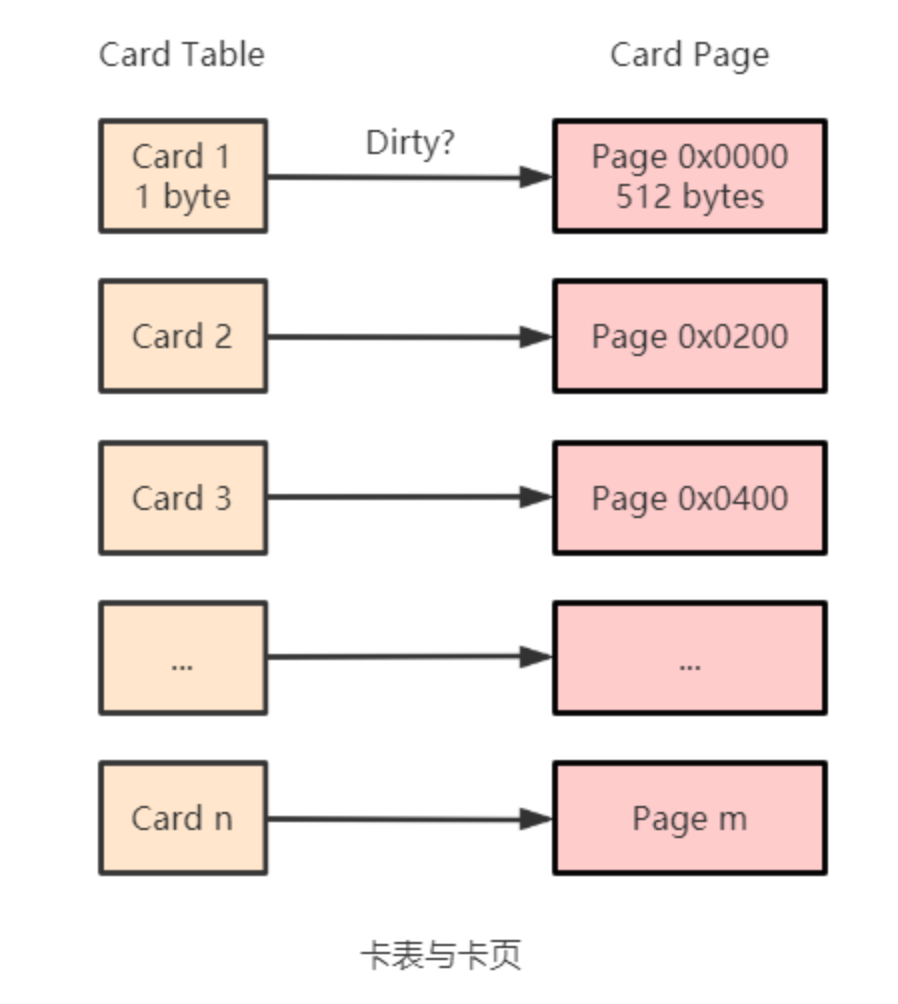 Card Table
Card Page
Card 1
1 byte
Dirty?
Page 0x0000
512 bytes
Card 2
Page 0x0200
Card 3
Page 0x0400
...
...
Card n
Page m
卡表与卡页